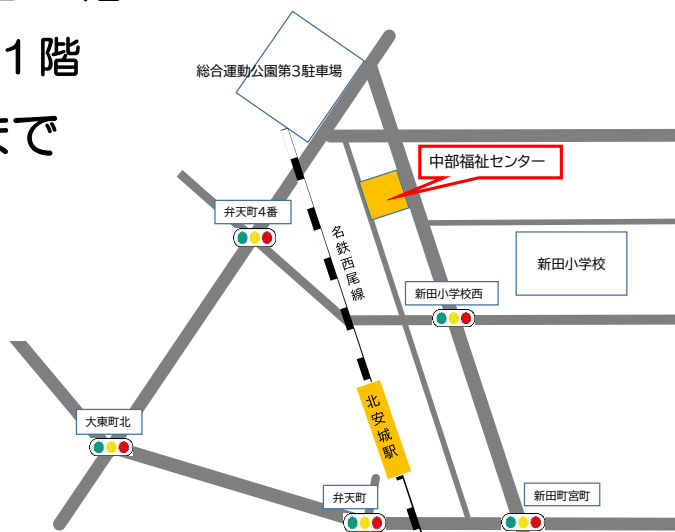 1階
まで
総合運動公園第3駐車場
中部福祉センター
弁天町4番
名鉄西尾線
新田小学校
新田小学校西
北安城駅
大東町北
弁天町
新田町宮町